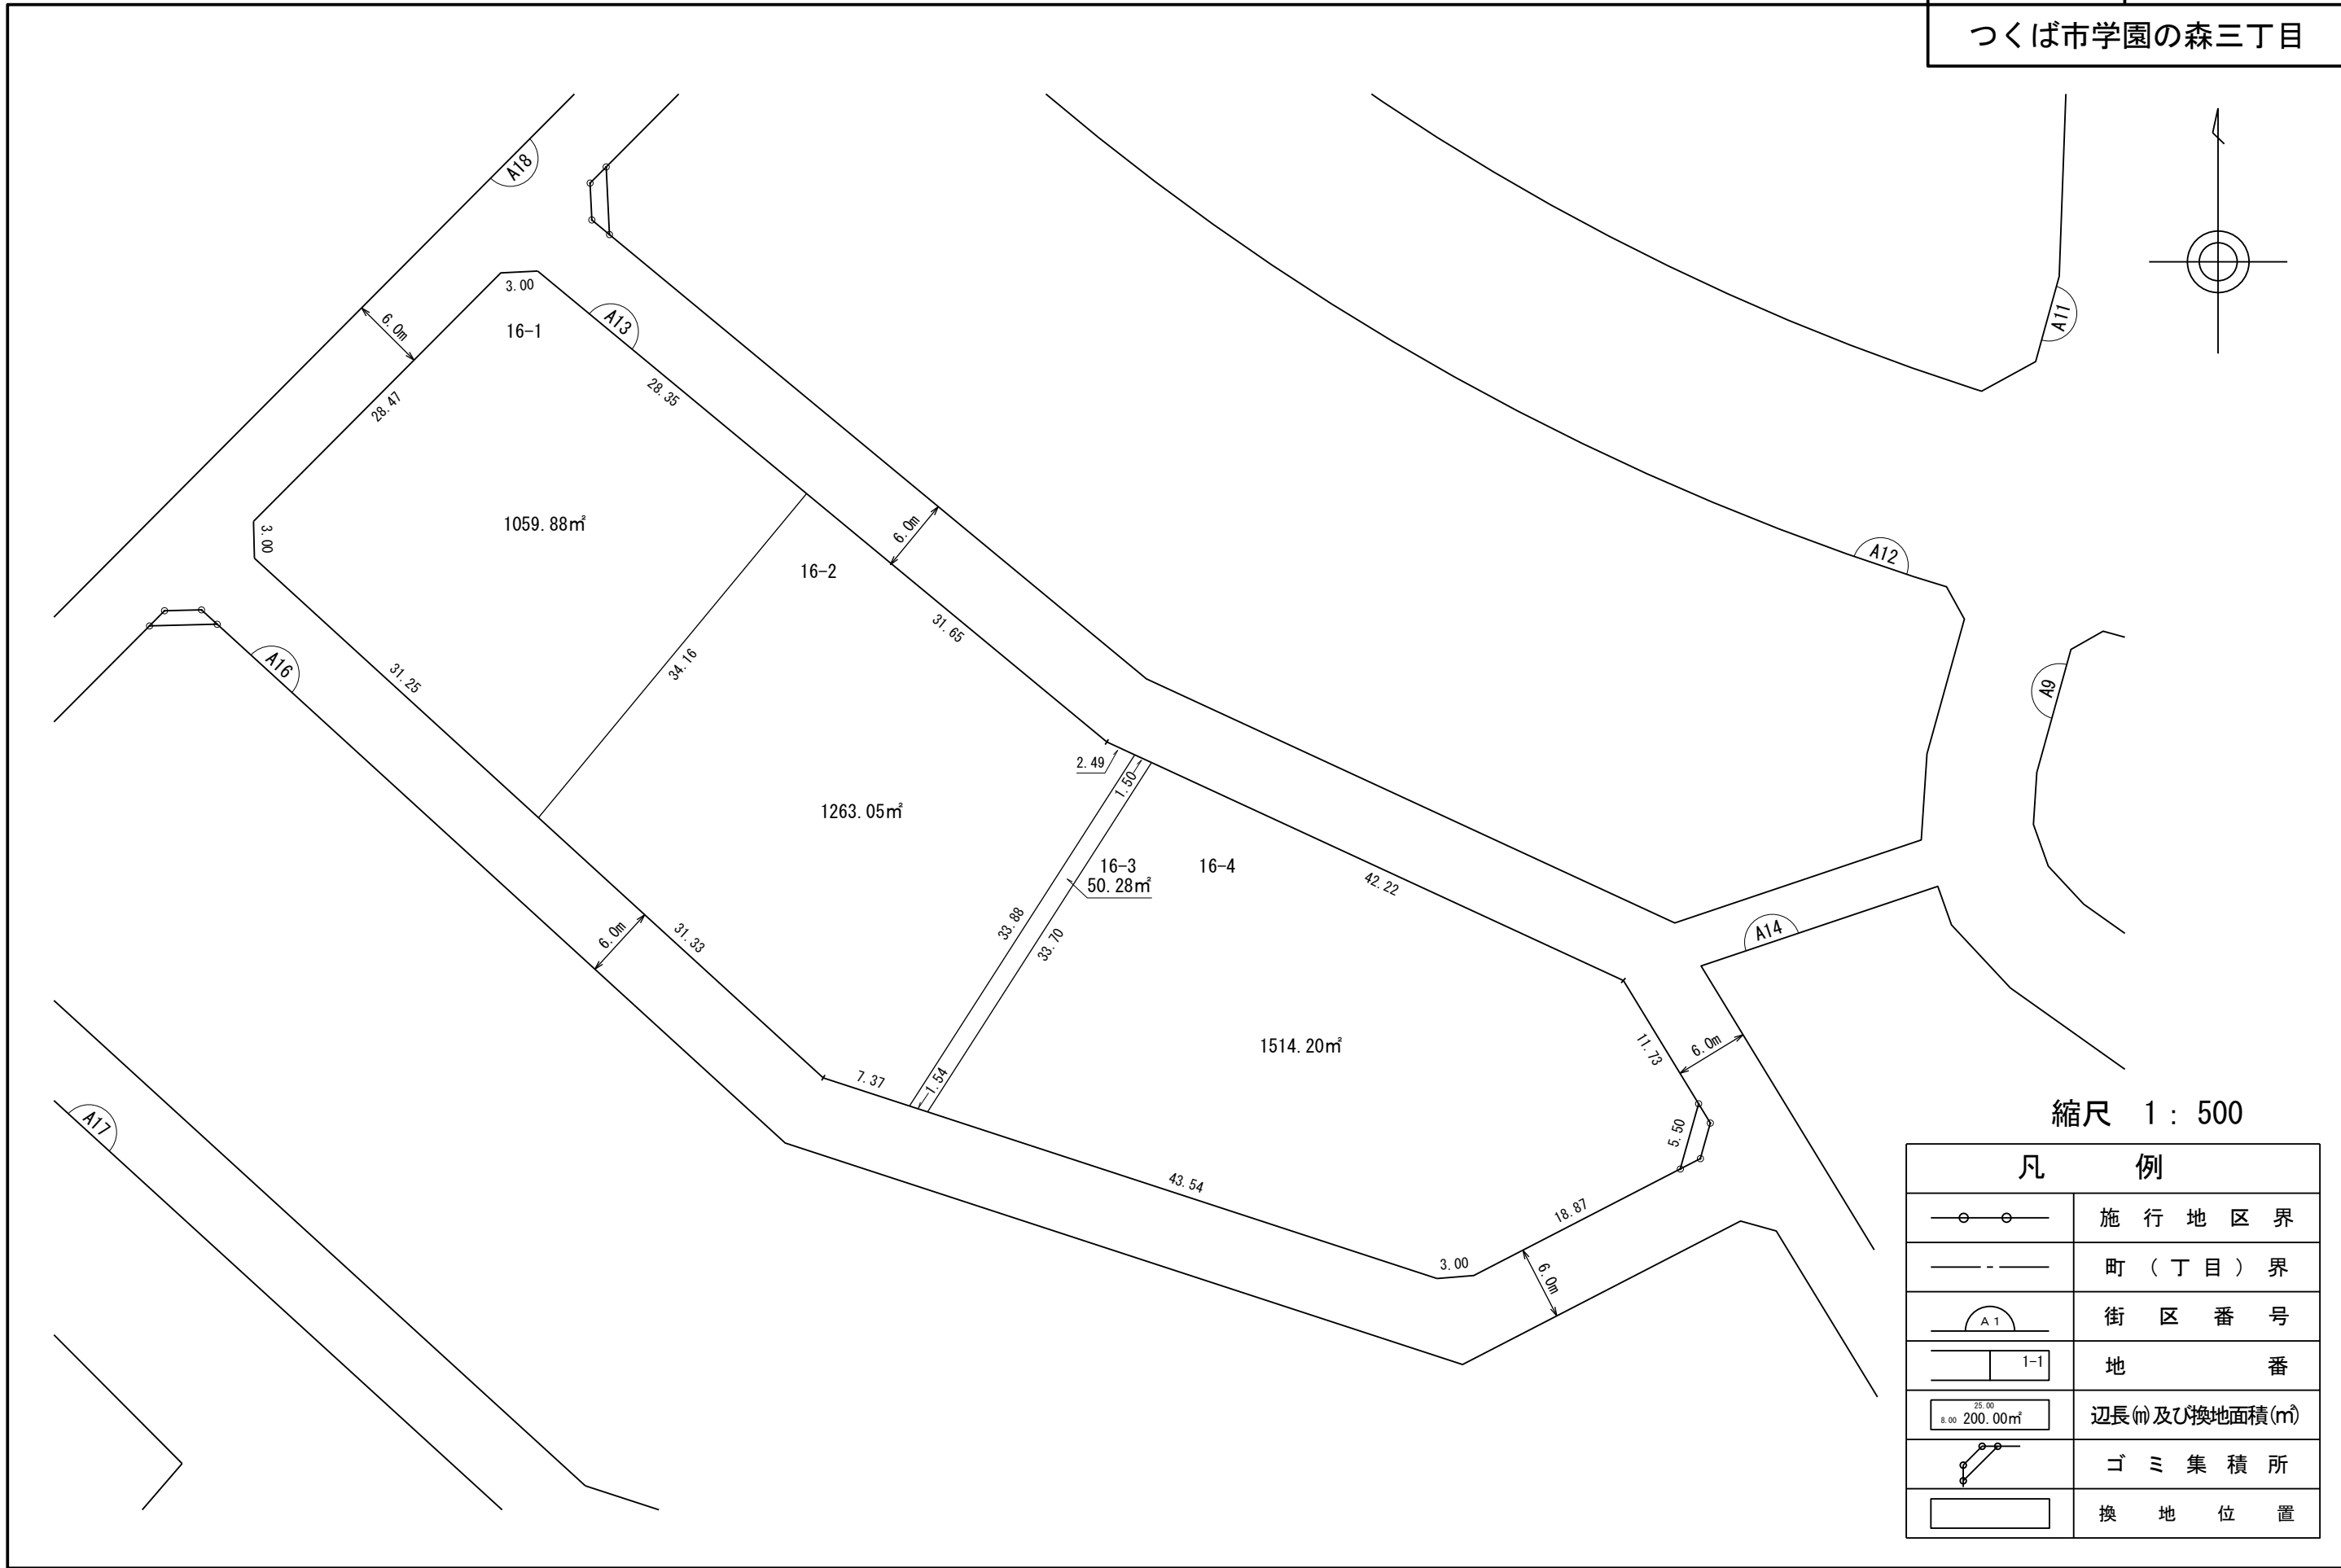 つくば市学園の森三丁目
A18
3.00
16-1
A13
6.0m
28.47
28.35
A11
3.00
1059.88㎡
6.0m
A12
16-2
31.65
A16
31.25
34.16
A9
2.49
1.50
1263.05㎡
16-3
50.28㎡
16-4
42.22
33.88
33.70
6.0m
31.33
A14
1514.20㎡
11.73
6.0m
7.37
1.54
A17
5.50
43.54
18.87
3.00
6.0m
縮尺 1: 500
凡 例
施行地区界
町(丁目)界
A1 街区番号
1-1 地番
25.00
8.00 200.00㎡ 辺長(m)及び換地面積(㎡)
ゴミ集積所
換地位置